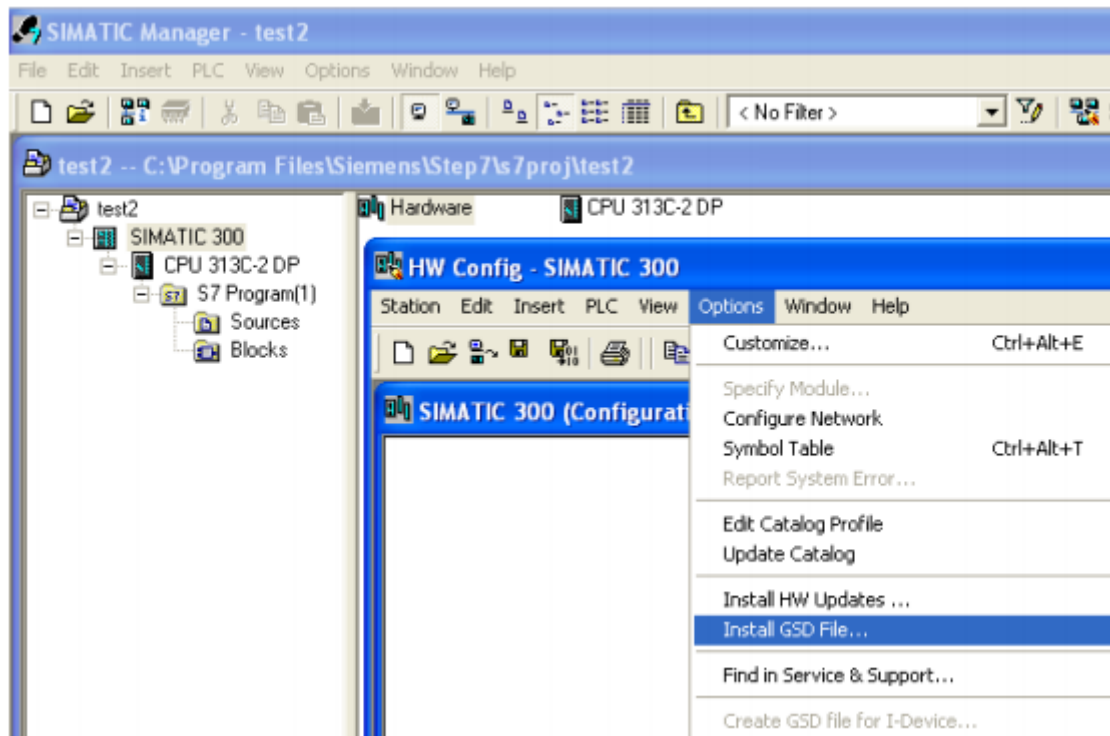 SIMATIC Manager - test2
File Edit Insert PLC View Options Window Help
< No Filter >
test2 -- C:\Program Files\Siemens\Step7\s7proj\test2
test2
Hardware CPU 313C-2 DP
SIMATIC 300
CPU 313C-2 DP
HW Config - SIMATIC 300
S7 Program(1)
Station Edit Insert PLC View Options Window Help
Sources
Blocks
Customize... Ctrl+Alt+E
Specify Module...
SIMATIC 300 (Configurati
Configure Network
Symbol Table Ctrl+Alt+T
Report System Error...
Edit Catalog Profile
Update Catalog
Install HW Updates ...
Install GSD File...
Find in Service & Support...
Create GSD file for I-Device...